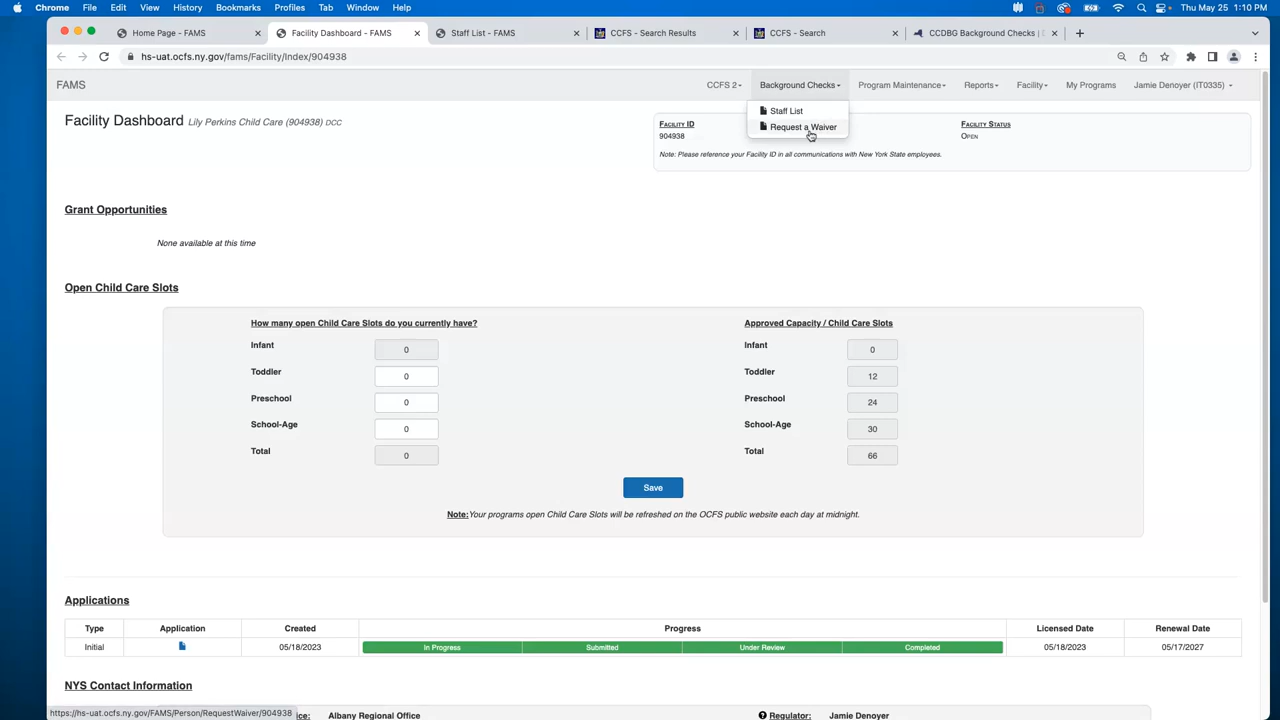 Chrome File Edit View History Bookmarks Profiles Tab Window Help Thu May 25 1:10 PM
Home Page - FAMS Facility Dashboard - FAMS Staff List - FAMS CCFS - Search Results CCFS - Search CCDBG Background Checks | D
hs-uat.ocfs.ny.gov/fams/Facility/Index/904938
FAMS CCFS 2 Background Checks Program Maintenance Reports Facility My Programs Jamie Denoyer (IT0335)
Staff List
Request a Waiver
Facility Dashboard Lily Perkins Child Care (904938) DCC
Facility ID Facility Status
904938 Open
Note: Please reference your Facility ID in all communications with New York State employees.
Grant Opportunities
None available at this time
Open Child Care Slots
How many open Child Care Slots do you currently have? Approved Capacity / Child Care Slots
Infant 0 Infant 0
Toddler 0 Toddler 12
Preschool 0 Preschool 24
School-Age 0 School-Age 30
Total 0 Total 66
Save
Note:Your programs open Child Care Slots will be refreshed on the OCFS public website each day at midnight.
Applications
Type Application Created Progress Licensed Date Renewal Date
Initial 05/18/2023 In Progress Submitted Under Review Completed 05/18/2023 05/17/2027
NYS Contact Information
https://hs-uat.ocfs.ny.gov/FAMS/Person/RequestWaiver/904938
Albany Regional Office Regulator: Jamie Denoyer